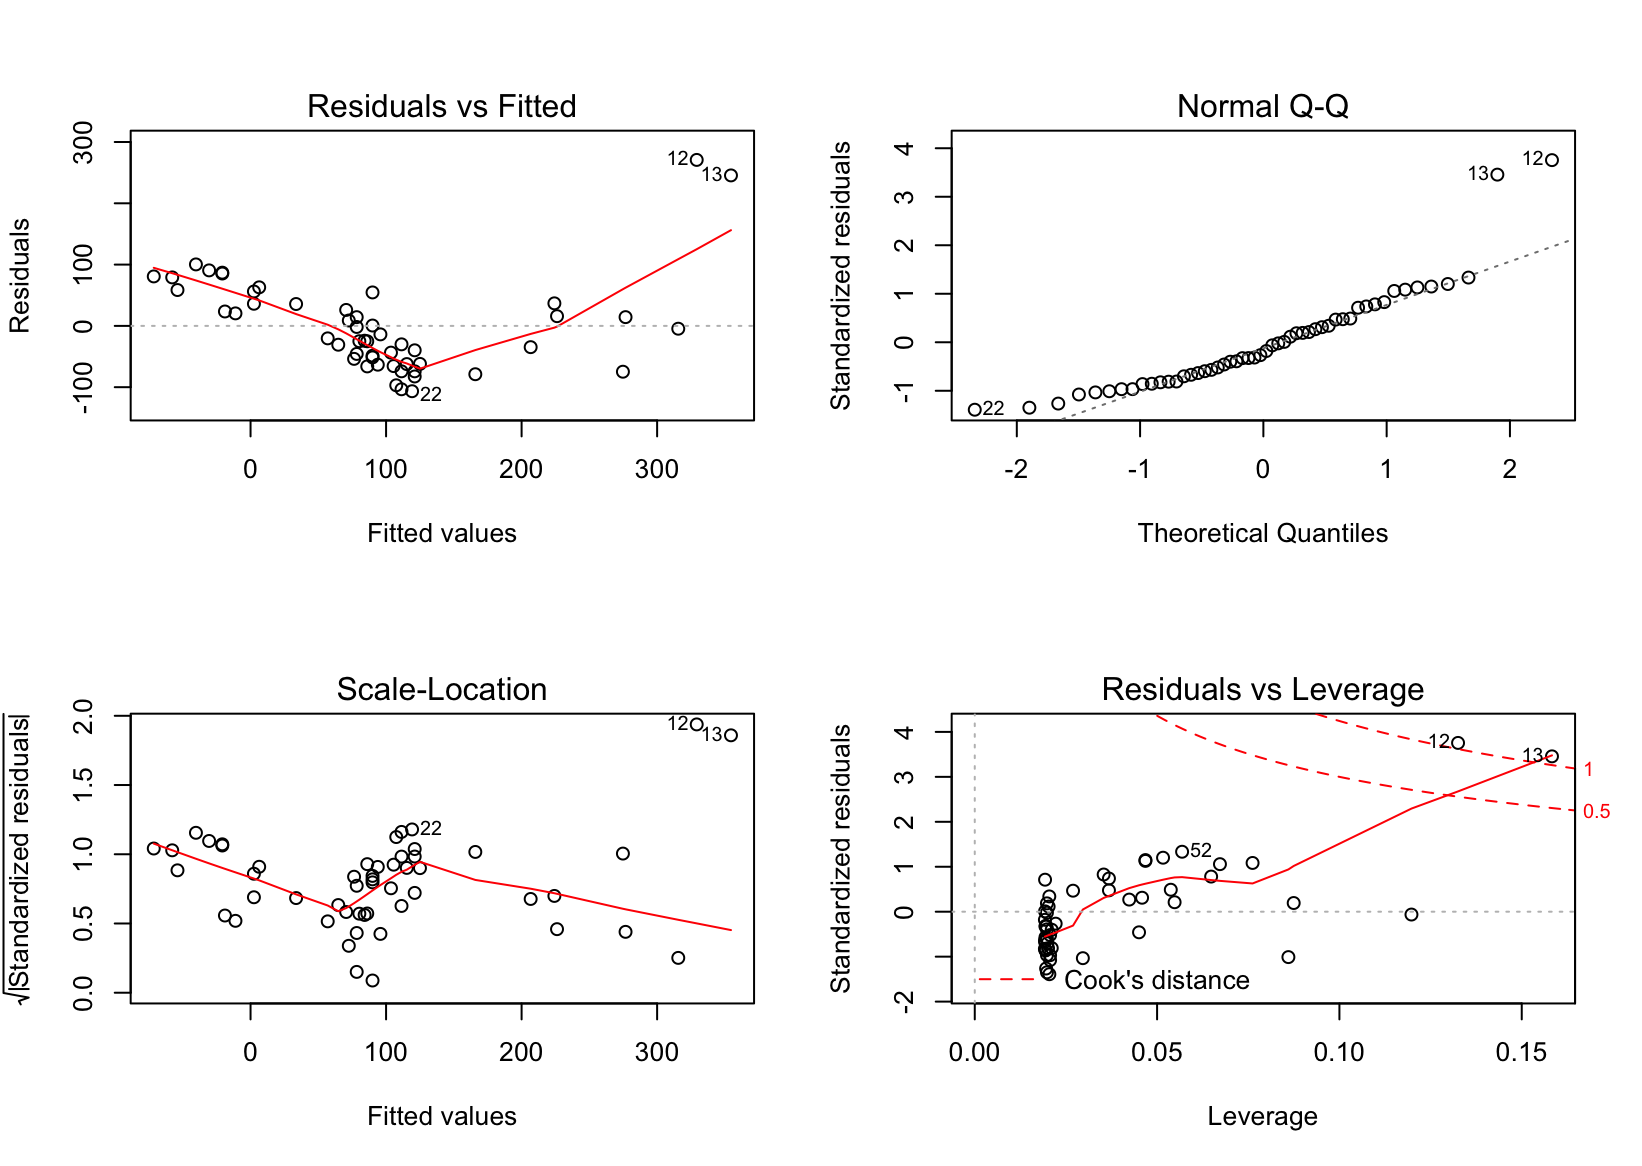 Residuals vs Fitted
Residuals
300
100
0
-100
12
13
22
0 100 200 300
Fitted values
Normal Q-Q
Standardized residuals
4
3
2
1
0
-1
13
12
22
-2 -1 0 1 2
Theoretical Quantiles
Scale-Location
√|Standardized residuals|
2.0
1.5
1.0
0.5
0.0
12
13
22
0 100 200 300
Fitted values
Residuals vs Leverage
Standardized residuals
4
3
2
1
0
-2
12
13
52
1
0.5
Cook's distance
0.00 0.05 0.10 0.15
Leverage